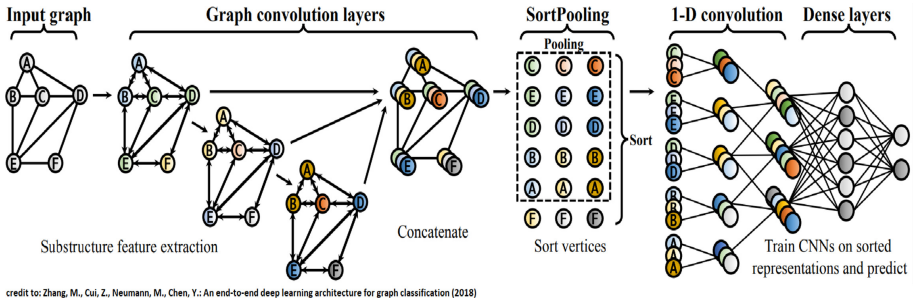 Input graph
Graph convolution layers
SortPooling
1-D convolution
Dense layers
Pooling
A
B C D
E F
A
B C D
E F
A
B C D
E F
A
B C D
E F
A
B C D
E F
C C C
E E E
D D D
B B B
A A A
F F F
Sort
C
C
C
E
E
E
D
D
D
B
B
B
A
A
A
Substructure feature extraction
Concatenate
Sort vertices
Train CNNs on sorted
representations and predict
credit to: Zhang, M., Cui, Z., Neumann, M., Chen, Y.: An end-to-end deep learning architecture for graph classification (2018)